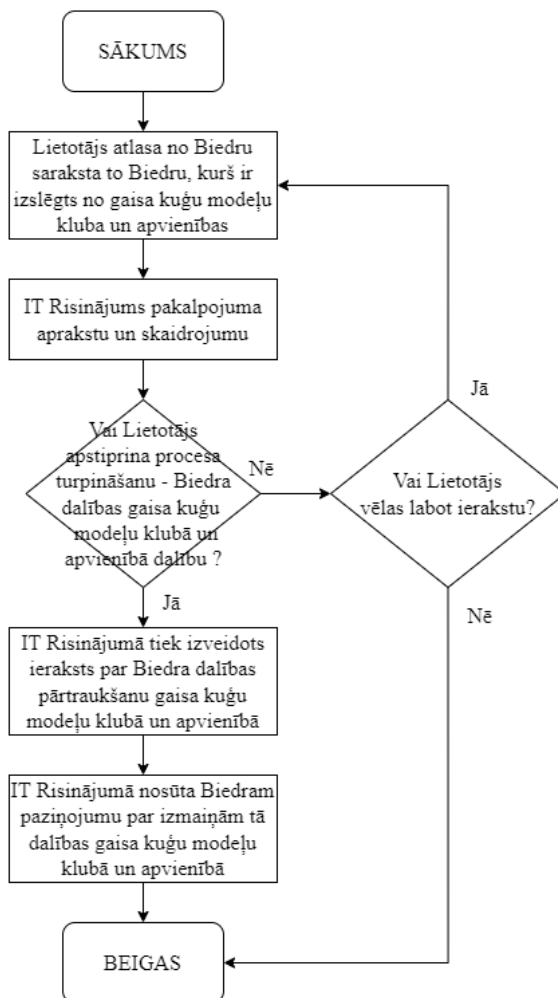 SĀKUMS
Lietotājs atlasa no Biedru
saraksta to Biedru, kurš ir
izslēgts no gaisa kuģu modeļu
kluba un apvienības
IT Risinājums pakalpojuma
aprakstu un skaidrojumu
Vai Lietotājs
apstiprina procesa
turpināšanu - Biedra
dalības gaisa kuģu
modeļu klubā un
apvienībā dalību ?
Nē
Vai Lietotājs
vēlas labot ierakstu?
Jā
Nē
Jā
IT Risinājumā tiek izveidots
ieraksts par Biedra dalības
pārtraukšanu gaisa kuģu
modeļu klubā un apvienībā
IT Risinājumā nosūta Biedram
paziņojumu par izmaiņām tā
dalības gaisa kuģu modeļu
klubā un apvienībā
BEIGAS